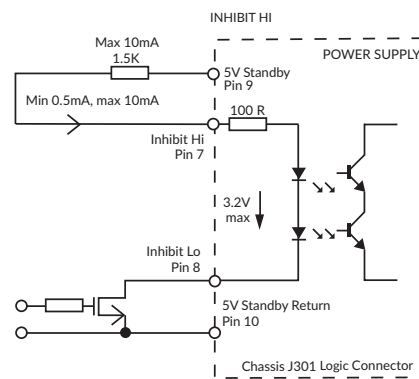 INHIBIT HI
Max 10mA
1.5K
POWER SUPPLY
5V Standby
Pin 9
Min 0.5mA, max 10mA
100 R
Inhibit Hi
Pin 7
3.2V
max
Inhibit Lo
Pin 8
5V Standby Return
Pin 10
Chassis J301 Logic Connector